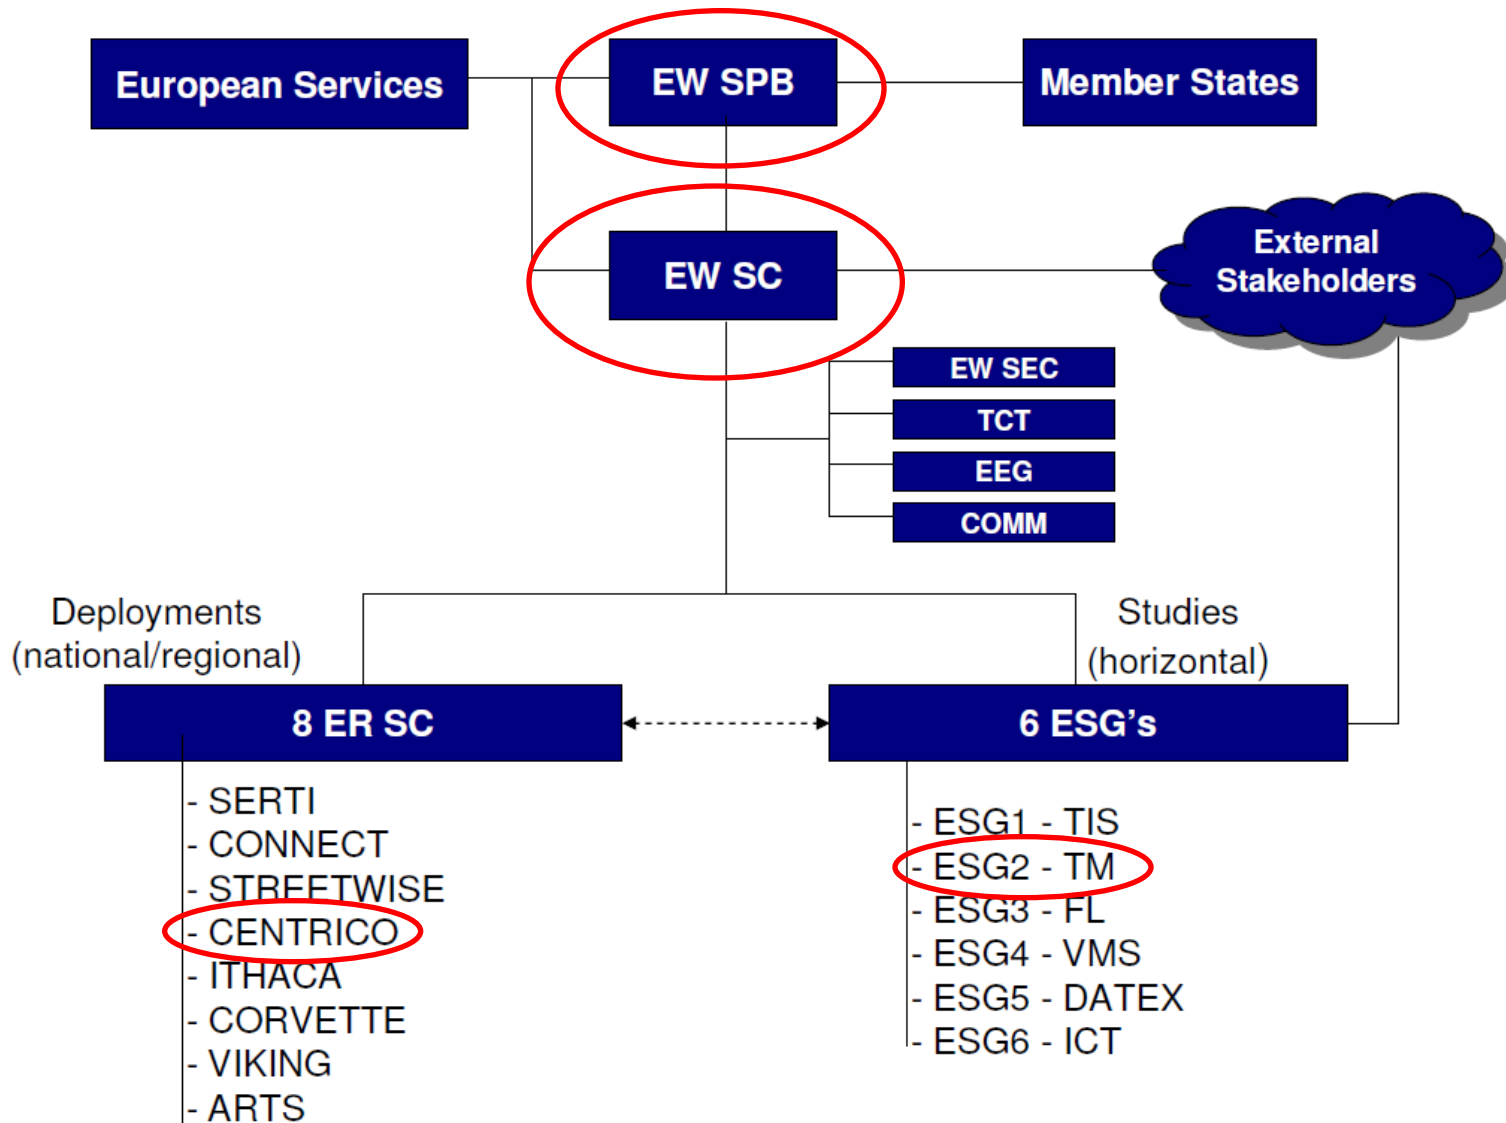 European Services
EW SPB
Member States
EW SC
External
Stakeholders
EW SEC
TCT
EEG
COMM
Deployments
(national/regional)
Studies
(horizontal)
8 ER SC
6 ESG's
- SERTI
- CONNECT
- STREETWISE
- CENTRICO
- ITHACA
- CORVETTE
- VIKING
- ARTS
- ESG1 - TIS
- ESG2 - TM
- ESG3 - FL
- ESG4 - VMS
- ESG5 - DATEX
- ESG6 - ICT